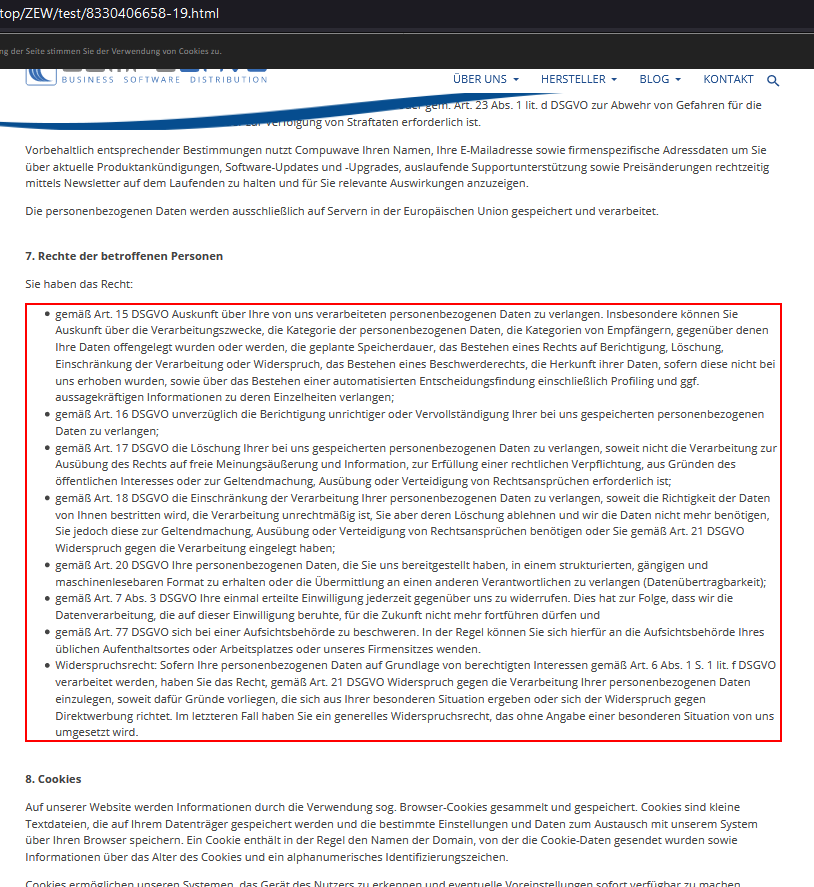 top/ZEW/test/8330406658-19.html
ng der Seite stimmen Sie der Verwendung von Cookies zu.
BUSINESS SOFTWARE DISTRIBUTION
ÜBER UNS HERSTELLER BLOG KONTAKT
gem. Art. 23 Abs. 1 lit. d DSGVO zur Abwehr von Gefahren für die
zur Verfolgung von Straftaten erforderlich ist.
Vorbehaltlich entsprechender Bestimmungen nutzt Compuwave Ihren Namen, Ihre E-Mailadresse sowie firmenspezifische Adressdaten um Sie
über aktuelle Produktankündigungen, Software-Updates und -Upgrades, auslaufende Supportunterstützung sowie Preisänderungen rechtzeitig
mittels Newsletter auf dem Laufenden zu halten und für Sie relevante Auswirkungen anzuzeigen.
Die personenbezogenen Daten werden ausschließlich auf Servern in der Europäischen Union gespeichert und verarbeitet.
7. Rechte der betroffenen Personen
Sie haben das Recht:
• gemäß Art. 15 DSGVO Auskunft über Ihre von uns verarbeiteten personenbezogenen Daten zu verlangen. Insbesondere können Sie
Auskunft über die Verarbeitungszwecke, die Kategorie der personenbezogenen Daten, die Kategorien von Empfängern, gegenüber denen
Ihre Daten offengelegt wurden oder werden, die geplante Speicherdauer, das Bestehen eines Rechts auf Berichtigung, Löschung,
Einschränkung der Verarbeitung oder Widerspruch, das Bestehen eines Beschwerderechts, die Herkunft ihrer Daten, sofern diese nicht bei
uns erhoben wurden, sowie über das Bestehen einer automatisierten Entscheidungsfindung einschließlich Profiling und ggf.
aussagekräftigen Informationen zu deren Einzelheiten verlangen;
• gemäß Art. 16 DSGVO unverzüglich die Berichtigung unrichtiger oder Vervollständigung Ihrer bei uns gespeicherten personenbezogenen
Daten zu verlangen;
• gemäß Art. 17 DSGVO die Löschung Ihrer bei uns gespeicherten personenbezogenen Daten zu verlangen, soweit nicht die Verarbeitung zur
Ausübung des Rechts auf freie Meinungsäußerung und Information, zur Erfüllung einer rechtlichen Verpflichtung, aus Gründen des
öffentlichen Interesses oder zur Geltendmachung, Ausübung oder Verteidigung von Rechtsansprüchen erforderlich ist;
• gemäß Art. 18 DSGVO die Einschränkung der Verarbeitung Ihrer personenbezogenen Daten zu verlangen, soweit die Richtigkeit der Daten
von Ihnen bestritten wird, die Verarbeitung unrechtmäßig ist, Sie aber deren Löschung ablehnen und wir die Daten nicht mehr benötigen,
Sie jedoch diese zur Geltendmachung, Ausübung oder Verteidigung von Rechtsansprüchen benötigen oder Sie gemäß Art. 21 DSGVO
Widerspruch gegen die Verarbeitung eingelegt haben;
• gemäß Art. 20 DSGVO Ihre personenbezogenen Daten, die Sie uns bereitgestellt haben, in einem strukturierten, gängigen und
maschinenlesebaren Format zu erhalten oder die Übermittlung an einen anderen Verantwortlichen zu verlangen (Datenübertragbarkeit);
• gemäß Art. 7 Abs. 3 DSGVO Ihre einmal erteilte Einwilligung jederzeit gegenüber uns zu widerrufen. Dies hat zur Folge, dass wir die
Datenverarbeitung, die auf dieser Einwilligung beruhte, für die Zukunft nicht mehr fortführen dürfen und
• gemäß Art. 77 DSGVO sich bei einer Aufsichtsbehörde zu beschweren. In der Regel können Sie sich hierfür an die Aufsichtsbehörde Ihres
üblichen Aufenthaltsortes oder Arbeitsplatzes oder unseres Firmensitzes wenden.
• Widerspruchsrecht: Sofern Ihre personenbezogenen Daten auf Grundlage von berechtigten Interessen gemäß Art. 6 Abs. 1 S. 1 lit. f DSGVO
verarbeitet werden, haben Sie das Recht, gemäß Art. 21 DSGVO Widerspruch gegen die Verarbeitung Ihrer personenbezogenen Daten
einzulegen, soweit dafür Gründe vorliegen, die sich aus Ihrer besonderen Situation ergeben oder sich der Widerspruch gegen
Direktwerbung richtet. Im letzteren Fall haben Sie ein generelles Widerspruchsrecht, das ohne Angabe einer besonderen Situation von uns
umgesetzt wird.
8. Cookies
Auf unserer Website werden Informationen durch die Verwendung sog. Browser-Cookies gesammelt und gespeichert. Cookies sind kleine
Textdateien, die auf Ihrem Datenträger gespeichert werden und die bestimmte Einstellungen und Daten zum Austausch mit unserem System
über Ihren Browser speichern. Ein Cookie enthält in der Regel den Namen der Domain, von der die Cookie-Daten gesendet wurden sowie
Informationen über das Alter des Cookies und ein alphanumerisches Identifizierungszeichen.
Cookies ermöglichen unseren Systemen, das Gerät des Nutzers zu erkennen und eventuelle Voreinstellungen sofort verfügbar zu machen.